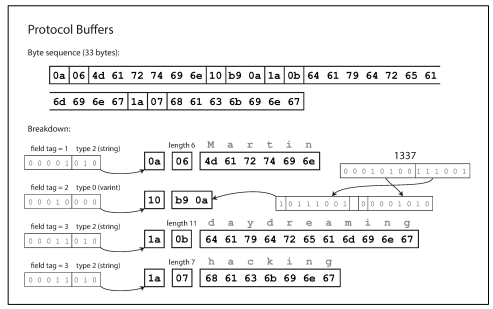 Protocol Buffers
Byte sequence (33 bytes):
0a 06 4d 61 72 74 69 6e 10 b9 0a 1a 0b 64 61 79 64 72 65 61
6d 69 6e 67 1a 07 68 61 63 6b 69 6e 67
Breakdown:
field tag = 1 type 2 (string) length 6 M a r t i n
0 0 0 0 1 0 1 0 0a 06 4d 61 72 74 69 6e
1337
0 0 0 1 0 1 0 0 1 1 1 0 0 1
field tag = 2 type 0 (varint)
0 0 0 1 0 0 0 0 10 b9 0a 1 0 1 1 1 0 0 1 0 0 0 0 1 0 1 0
field tag = 3 type 2 (string) length 11 d a y d r e a m i n g
0 0 0 1 1 0 1 0 1a 0b 64 61 79 64 72 65 61 6d 69 6e 67
field tag = 3 type 2 (string) length 7 h a c k i n g
0 0 0 1 1 0 1 0 1a 07 68 61 63 6b 69 6e 67